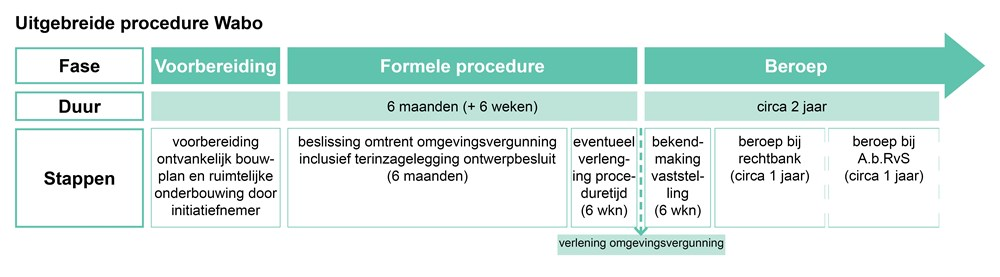 Uitgebreide procedure Wabo
Fase
Voorbereiding
Formele procedure
Beroep
Duur
6 maanden (+ 6 weken)
circa 2 jaar
Stappen
voorbereiding
ontvankelijk bouw-
plan en ruimtelijke
onderbouwing door
initiatiefnemer
beslissing omtrent omgevingsvergunning
inclusief terinzagelegging ontwerpbesluit
(6 maanden)
eventueel
verleng-
ing proce-
duretijd
(6 wkn)
bekend-
making
vaststel-
ling
(6 wkn)
beroep bij
rechtbank
(circa 1 jaar)
beroep bij
A.b.RvS
(circa 1 jaar)
verlening omgevingsvergunning